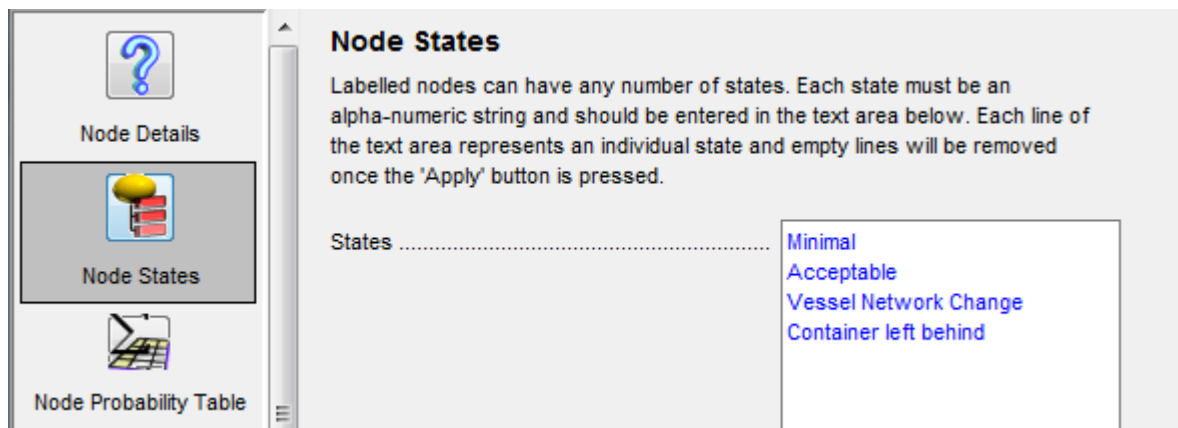 Node Details
Node States
Node Probability Table
Node States
Labelled nodes can have any number of states. Each state must be an
alpha-numeric string and should be entered in the text area below. Each line of
the text area represents an individual state and empty lines will be removed
once the 'Apply' button is pressed.
States ........................................................................
Minimal
Acceptable
Vessel Network Change
Container left behind